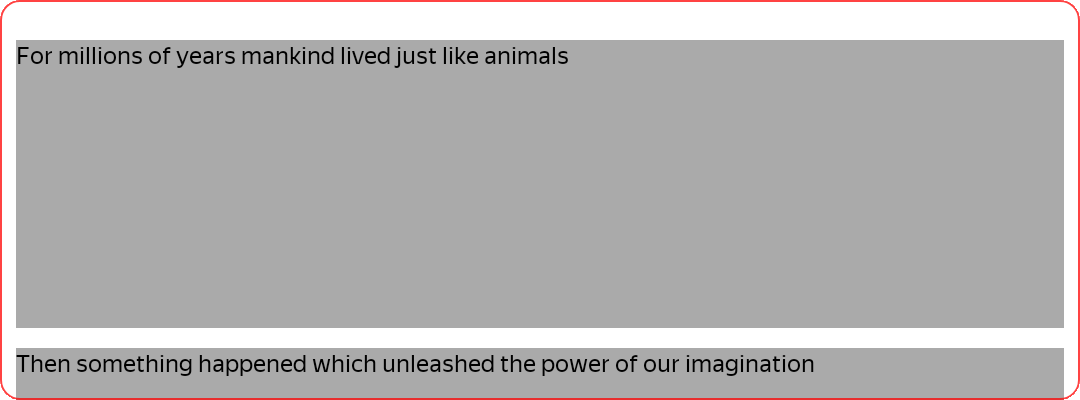 For millions of years mankind lived just like animals
Then something happened which unleashed the power of our imagination